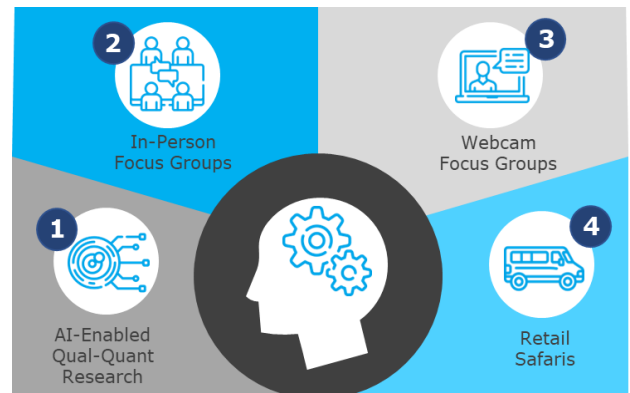 1
AI-Enabled
Qual-Quant
Research
2
In-Person
Focus Groups
3
Webcam
Focus Groups
4
Retail
Safaris